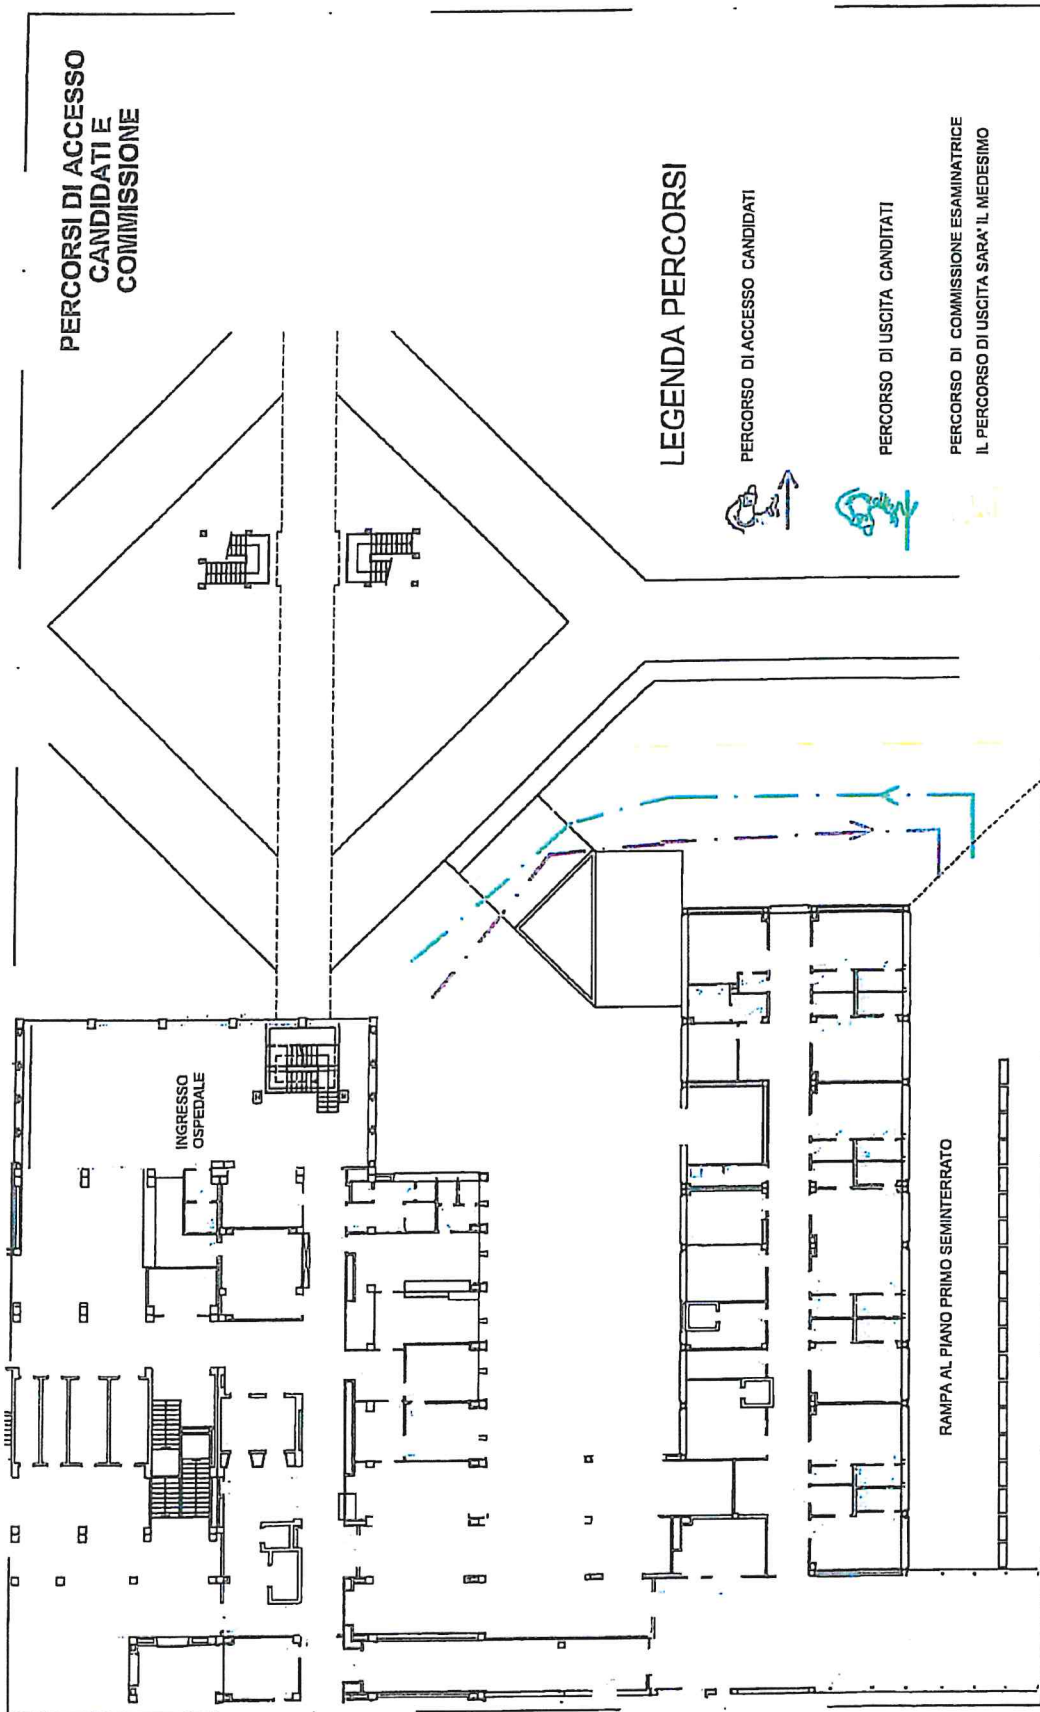 PERCORSI DI ACCESSO
CANDIDATI E
COMMISSIONE
INGRESSO
OSPEDALE
LEGENDA PERCORSI
PERCORSO DI ACCESSO CANDIDATI
PERCORSO DI USCITA CANDITATI
PERCORSO DI COMMISSIONE ESAMINATRICE
IL PERCORSO DI USCITA SARA' IL MEDESIMO
RAMPA AL PIANO PRIMO SEMINTERRATO